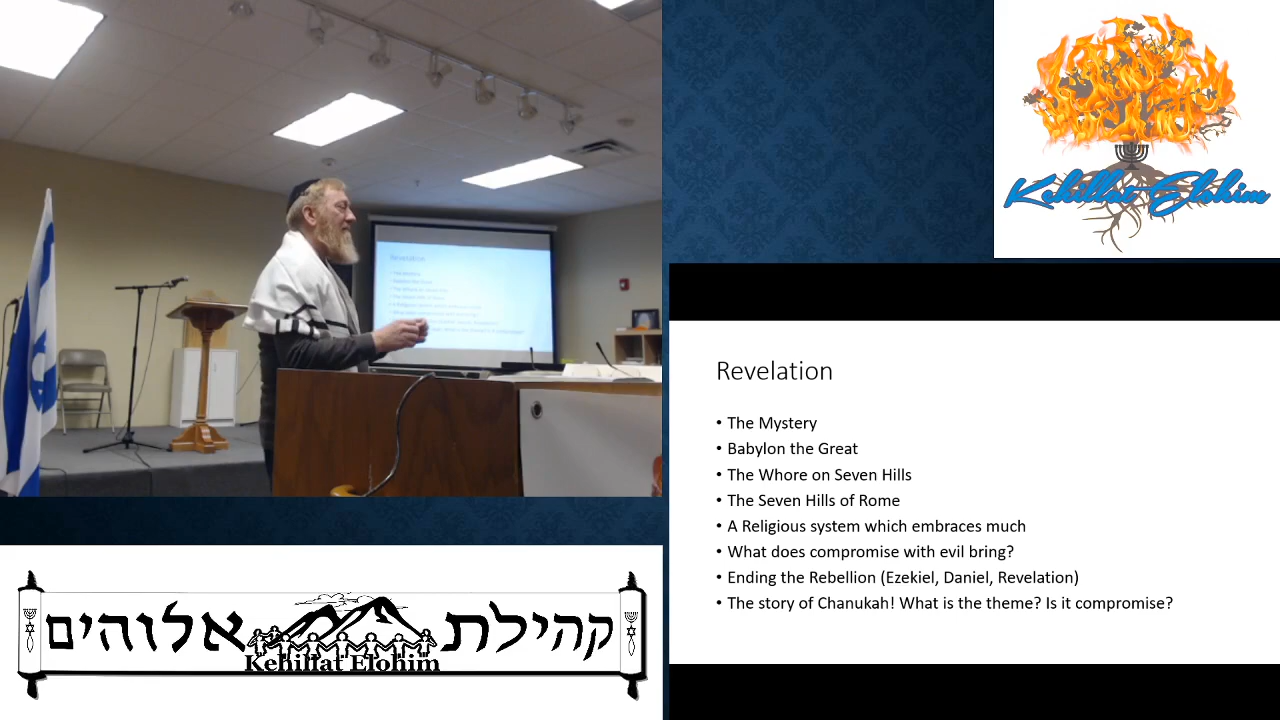 Kehillat Elohim
Revelation
Revelation
• The Mystery
• Babylon the Great
• The Whore on Seven Hills
• The Seven Hills of Rome
• A Religious system which embraces much
• What does compromise with evil bring?
• Ending the Rebellion (Ezekiel, Daniel, Revelation)
• The story of Chanukah! What is the theme? Is it compromise?
קהילת אלוהים
Kehillat Elohim